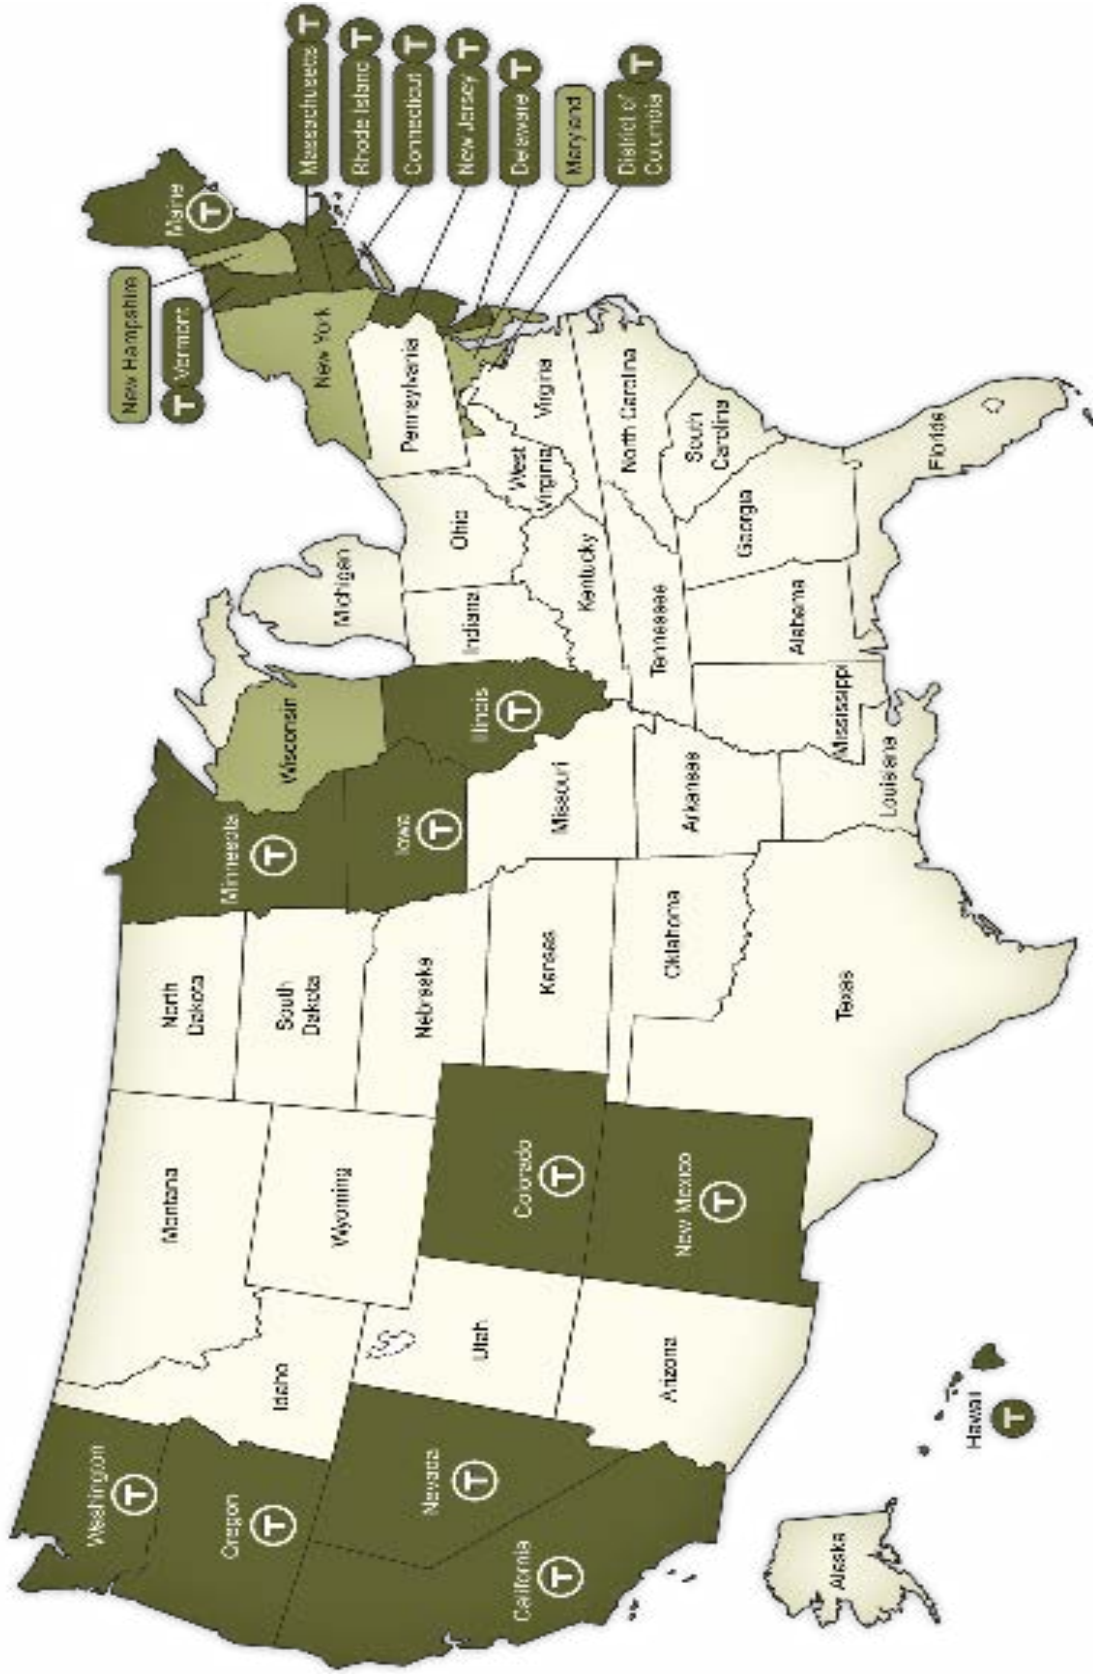 Washington
T
Oregon
T
California
T
Nevada
T
Idaho
Montana
Wyoming
Utah
Arizona
Colorado
T
New Mexico
T
North
Dakota
South
Dakota
Nebraska
Kansas
Oklahoma
Texas
Minnesota
T
Iowa
T
Missouri
Arkansas
Louisiana
Wisconsin
Illinois
T
Michigan
Indiana
Ohio
Kentucky
Tennessee
Mississippi
Alabama
Georgia
Florida
South
Carolina
North Carolina
Virginia
West
Virginia
Pennsylvania
New York
T Vermont
New Hampshire
Maine
T
Massachusetts T
Rhode Island T
Connecticut T
New Jersey T
Delaware T
Maryland
District of
Columbia T
Alaska
Hawaii
T